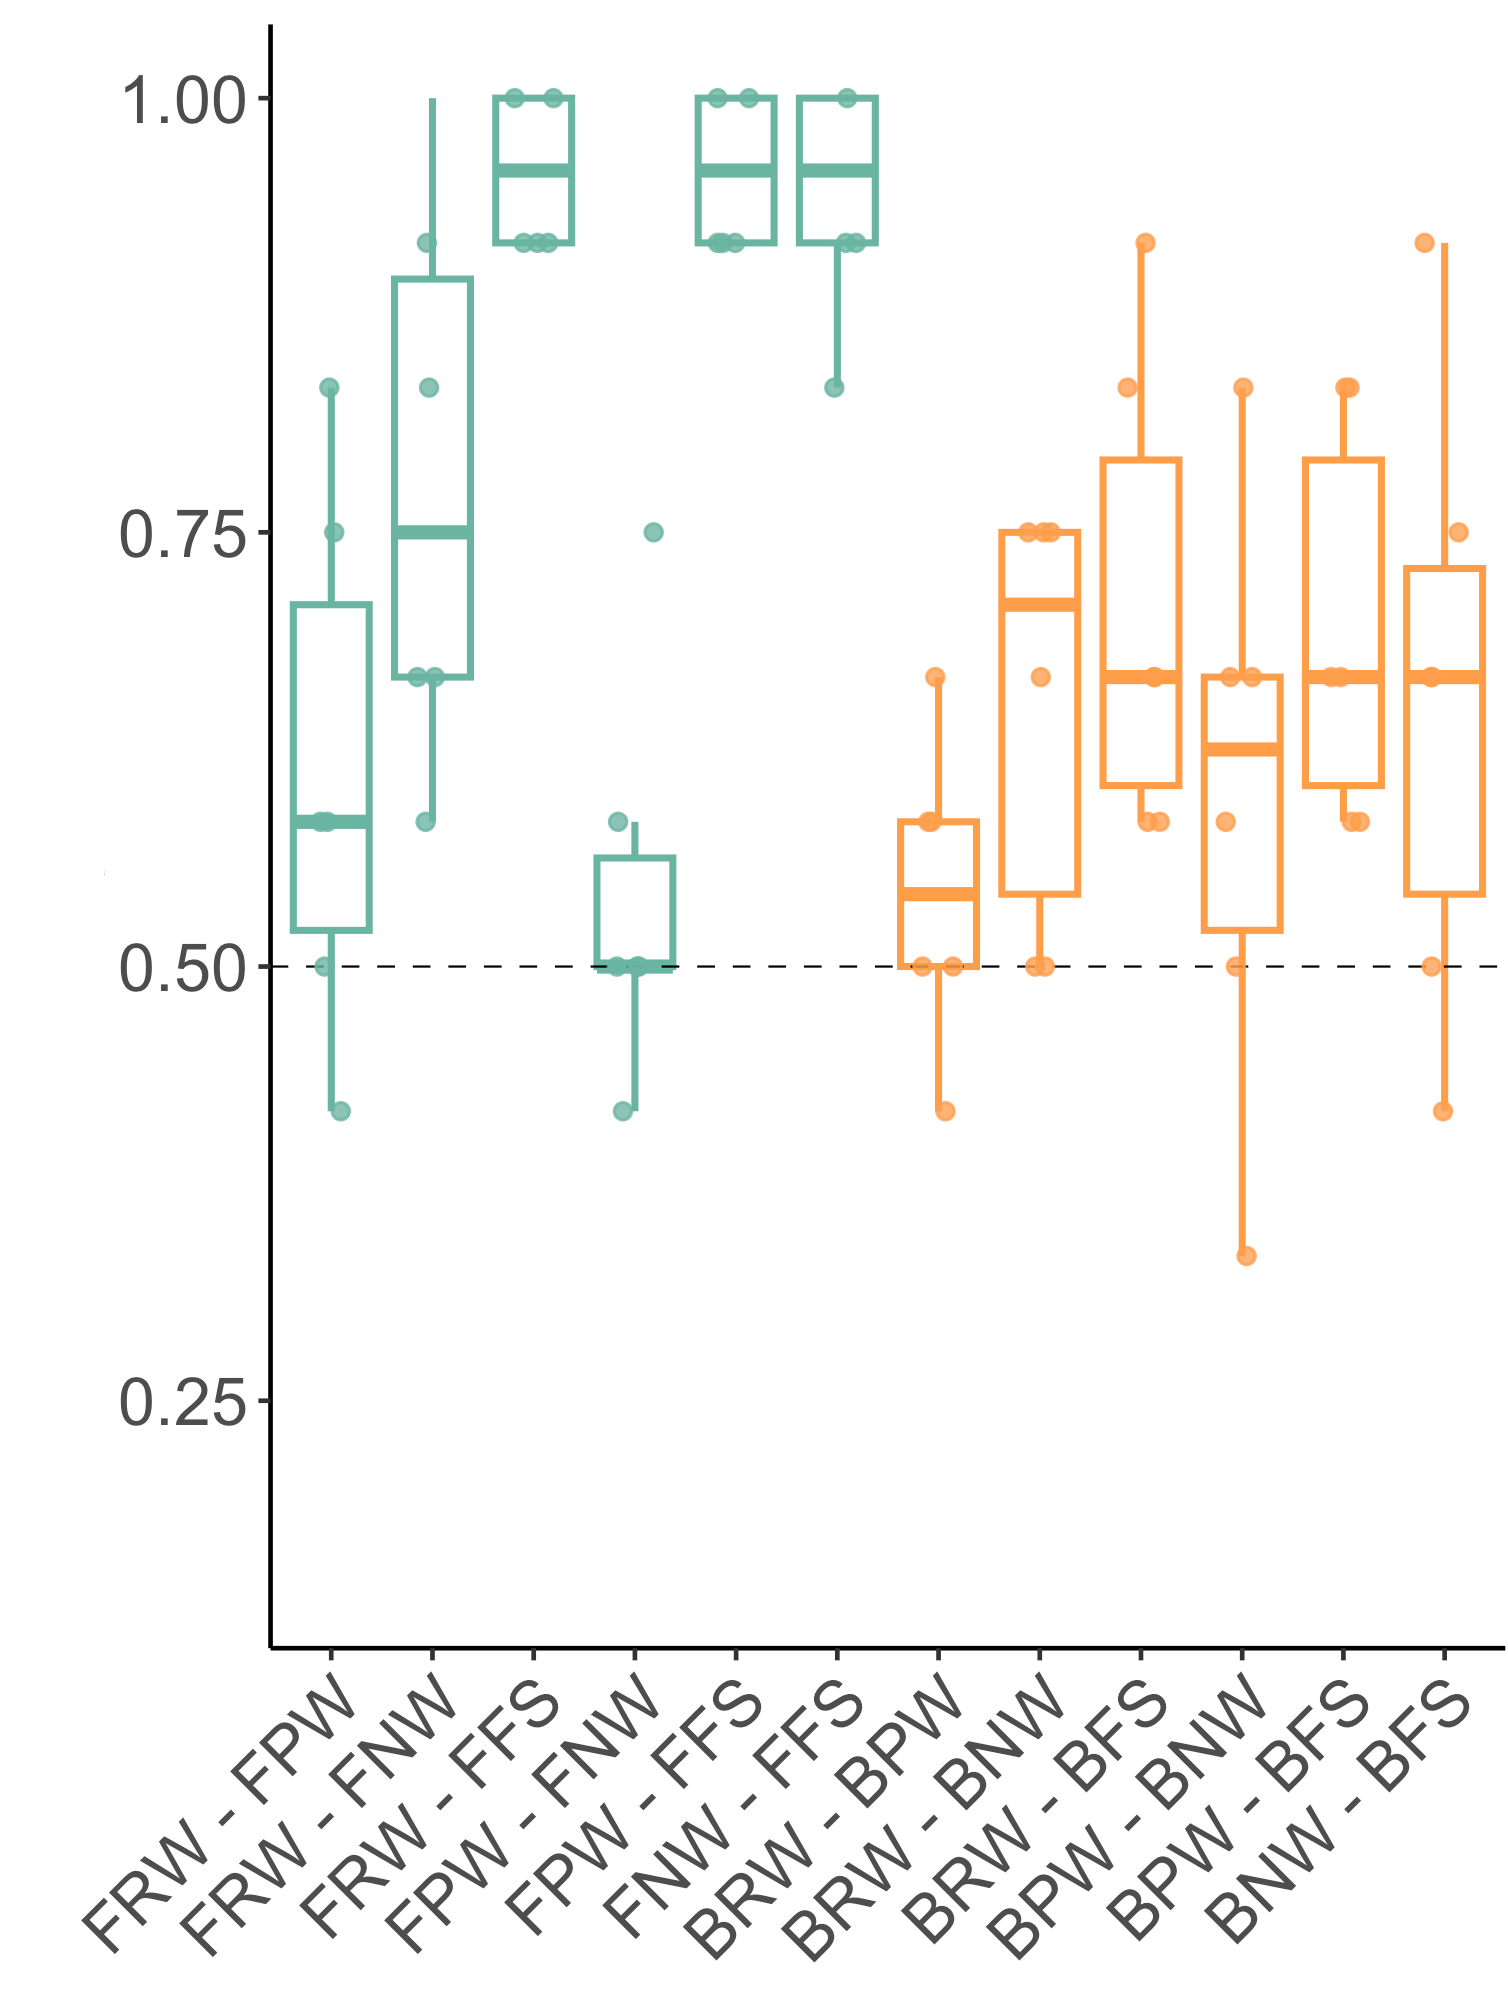 1.00
0.75
0.50
0.25
FRW - FPW
FRW - FNW
FRW - FFS
FPW - FNW
FPW - FFS
FNW - FFS
BRW - BPW
BRW - BNW
BRW - BFS
BPW - BNW
BPW - BFS
BNW - BFS